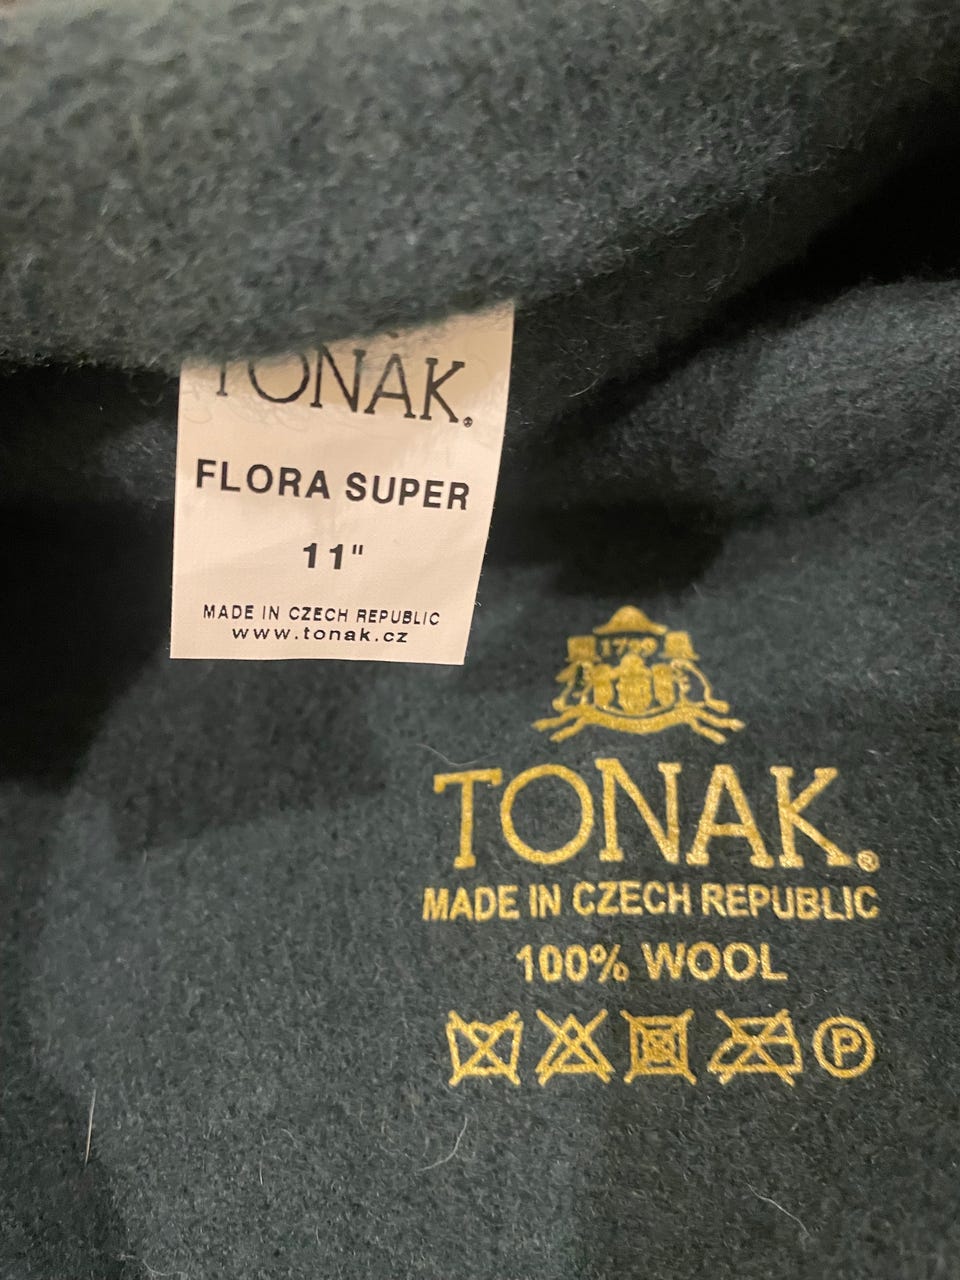 TONAK.
FLORA SUPER
11"
MADE IN CZECH REPUBLIC
www.tonak.cz
1799
TONAK®
MADE IN CZECH REPUBLIC
100% WOOL
P